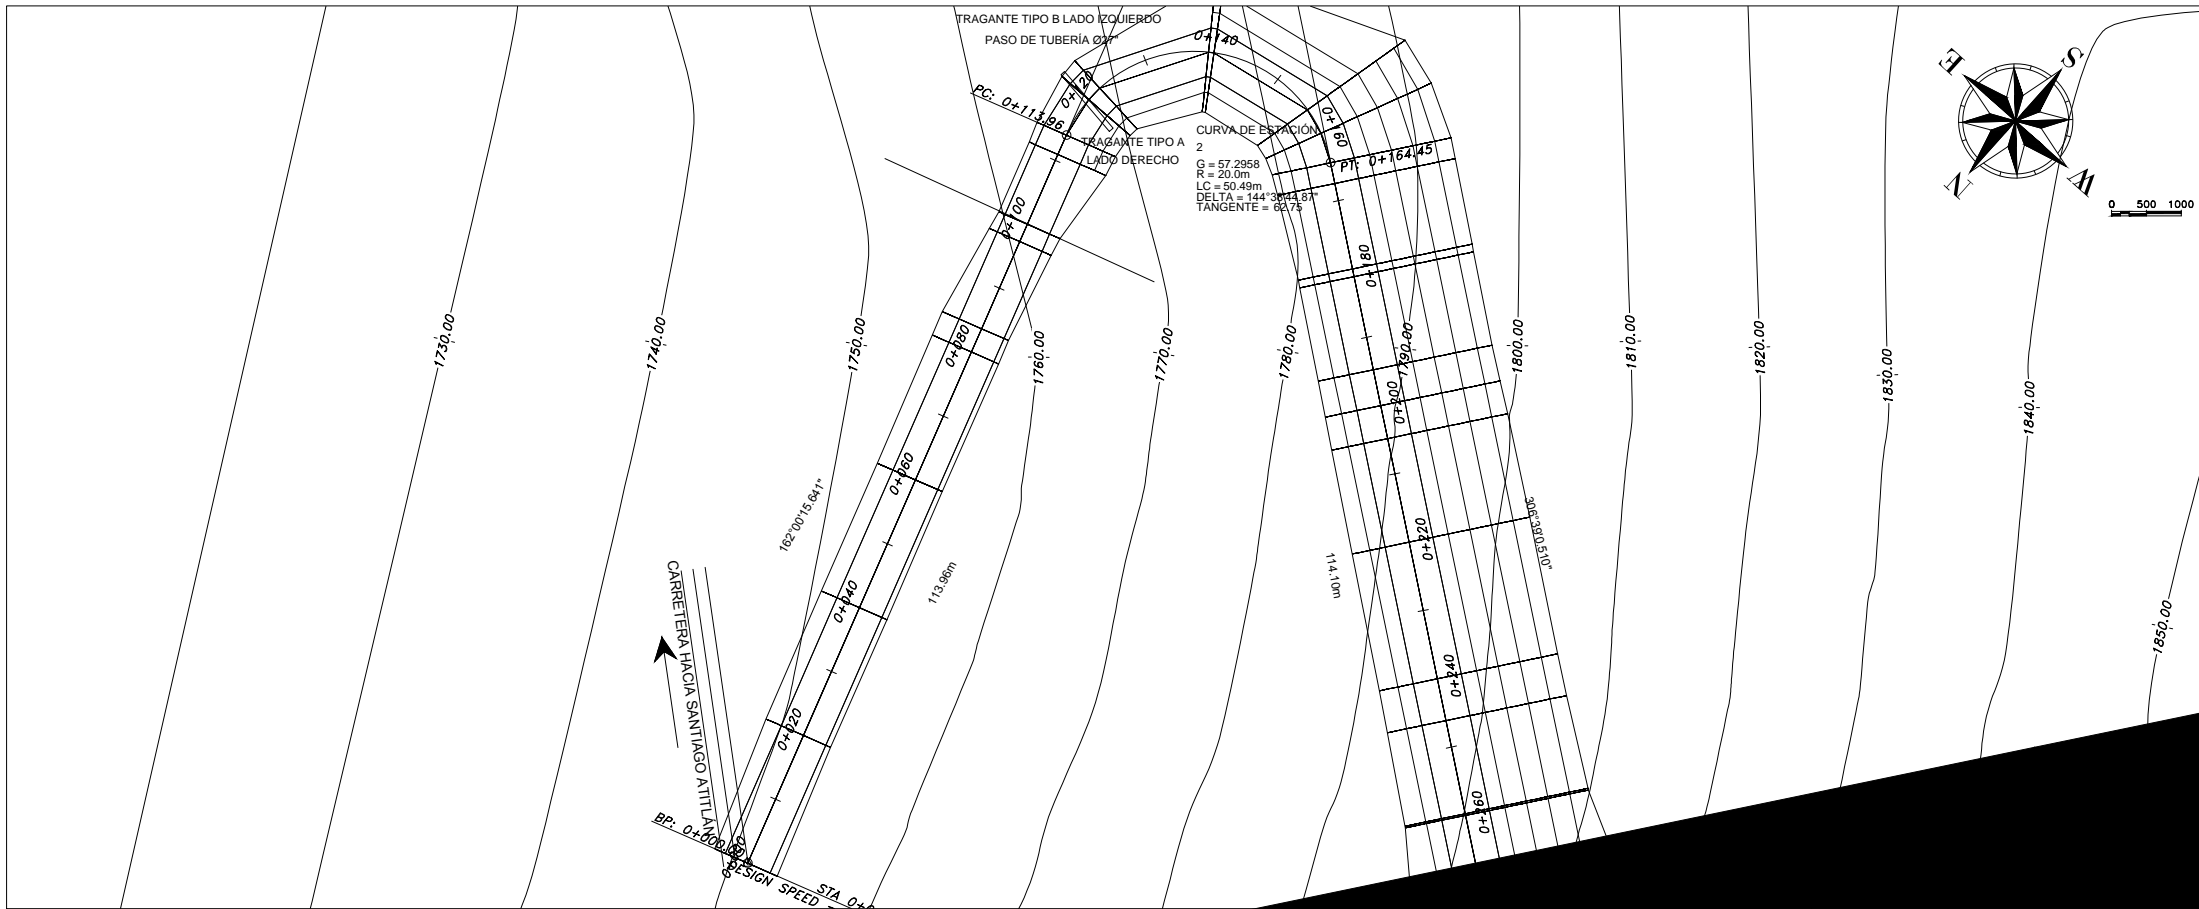 TRAGANTE TIPO B LADO IZQUIERDO
PASO DE TUBERÍA Ø27"
0+140
0+120
PC: 0+113.96
TRAGANTE TIPO A
LADO DERECHO
CURVA DE ESTACIÓN
2
G = 57.2958
R = 20.0m
LC = 50.49m
DELTA = 144°38'44.87"
TANGENTE = 62.75
0+160
PT: 0+164.45
E
S
N
W
0 500 1000
0+100
0+180
0+080
0+200
1730.00
1740.00
1750.00
1760.00
1770.00
1780.00
1790.00
1800.00
1810.00
1820.00
1830.00
1840.00
1850.00
0+060
162°00'15.641"
113.96m
0+220
306°39'0.510"
114.10m
0+040
CARRETERA HACIA SANTIAGO ATITLÁN
0+240
0+020
0+260
BP: 0+000.00
DESIGN SPEED
STA